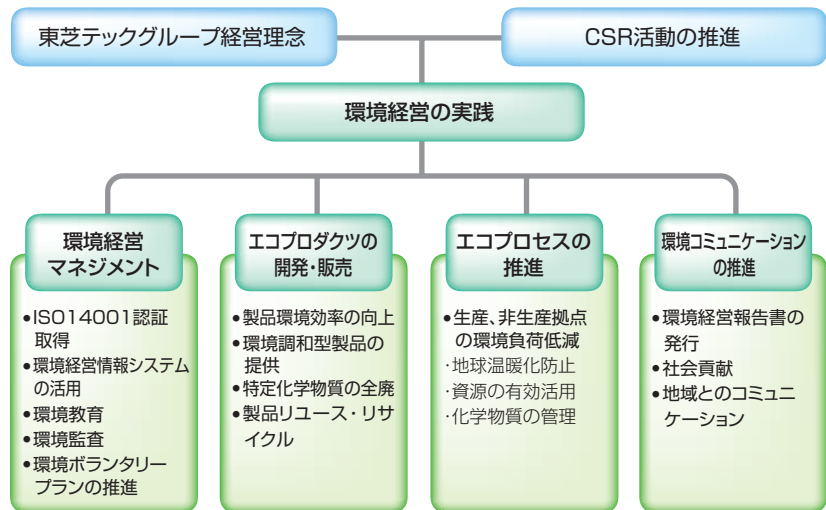 東芝テックグループ経営理念
CSR活動の推進
環境経営の実践
環境経営
マネジメント
•ISO14001認証
取得
•環境経営情報システム
の活用
•環境教育
•環境監査
•環境ボランタリー
プランの推進
エコプロダクツの
開発・販売
•製品環境効率の向上
•環境調和型製品の
提供
•特定化学物質の全廃
•製品リユース・リサ
イクル
エコプロセスの
推進
•生産、非生産拠点
の環境負荷低減
・地球温暖化防止
・資源の有効活用
・化学物質の管理
環境コミュニケーション
の推進
•環境経営報告書の
発行
•社会貢献
•地域とのコミュニ
ケーション